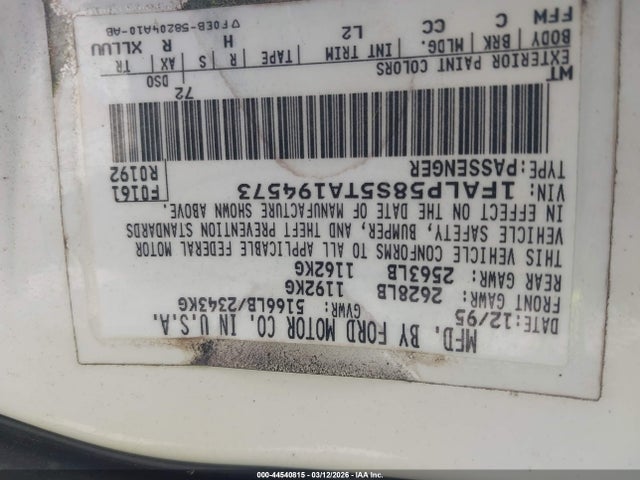 MFD. BY FORD MOTOR CO. IN U.S.A.
DATE: 12/95 GVWR: 5166LB/2343KG
FRONT GAWR: 2628LB 1192KG
REAR GAWR: 2563LB 1162KG
THIS VEHICLE CONFORMS TO ALL APPLICABLE FEDERAL MOTOR
VEHICLE SAFETY, BUMPER, AND THEFT PREVENTION STANDARDS
IN EFFECT ON THE DATE OF MANUFACTURE SHOWN ABOVE.
VIN: 1FALP58S5TA194573 F0161
TYPE: PASSENGER R0192
72
WT DSO
EXTERIOR PAINT COLORS
BODY BRK MLDG. INT TRIM TAPE R S AX TR
FFM C CC L2 H R XLLUU
F0EB-58204A10-AB
000-44540815 - 03/12/2026 - IAA Inc.